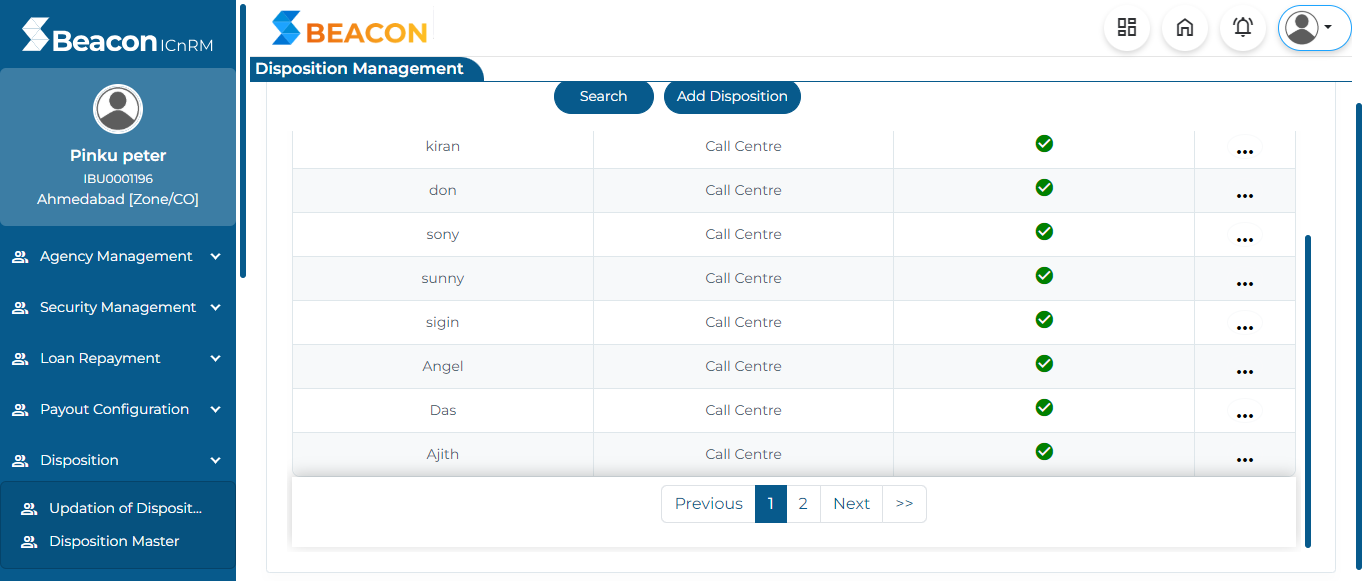 Beacon ICnRM
Pinku peter
IBU0001196
Ahmedabad [Zone/CO]
Agency Management
Security Management
Loan Repayment
Payout Configuration
Disposition
Updation of Disposit...
Disposition Master
BEACON
Disposition Management
Search Add Disposition
kiran Call Centre
don Call Centre
sony Call Centre
sunny Call Centre
sigin Call Centre
Angel Call Centre
Das Call Centre
Ajith Call Centre
Previous 1 2 Next >>